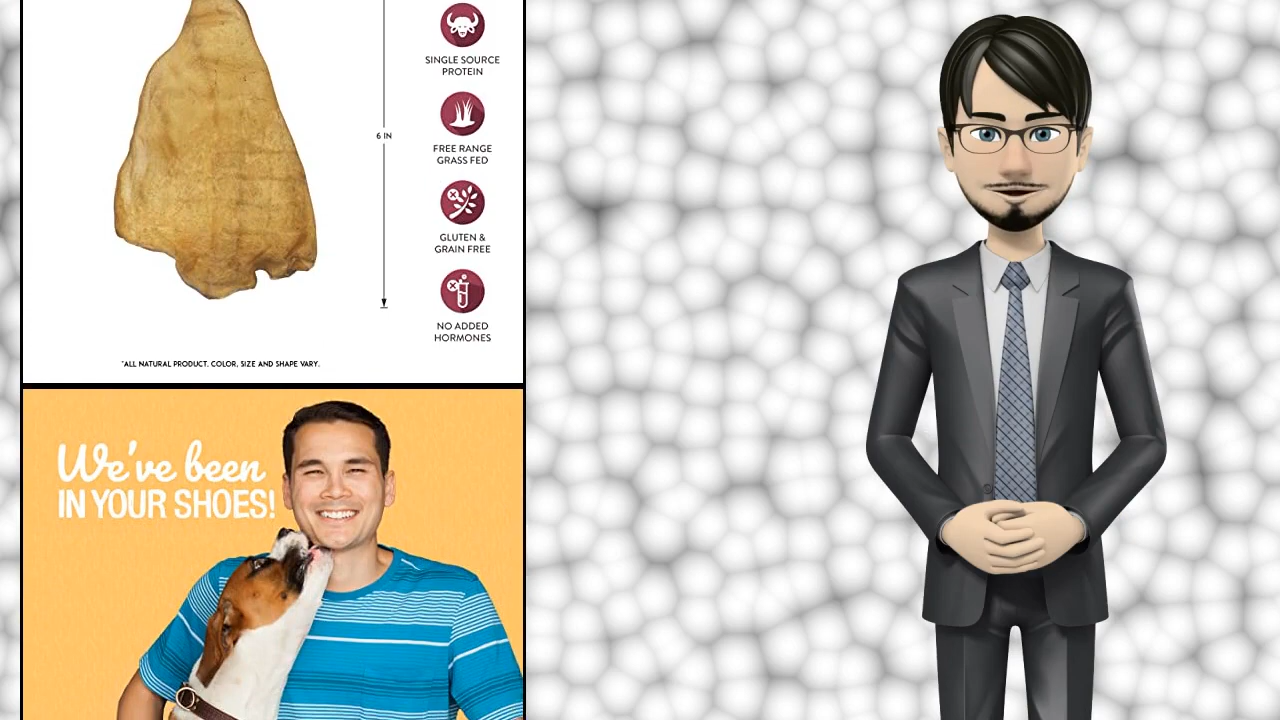 SINGLE SOURCE
PROTEIN
6 IN
FREE RANGE
GRASS FED
GLUTEN &
GRAIN FREE
NO ADDED
HORMONES
*ALL NATURAL PRODUCT. COLOR, SIZE AND SHAPE VARY.
We've been
IN YOUR SHOES!